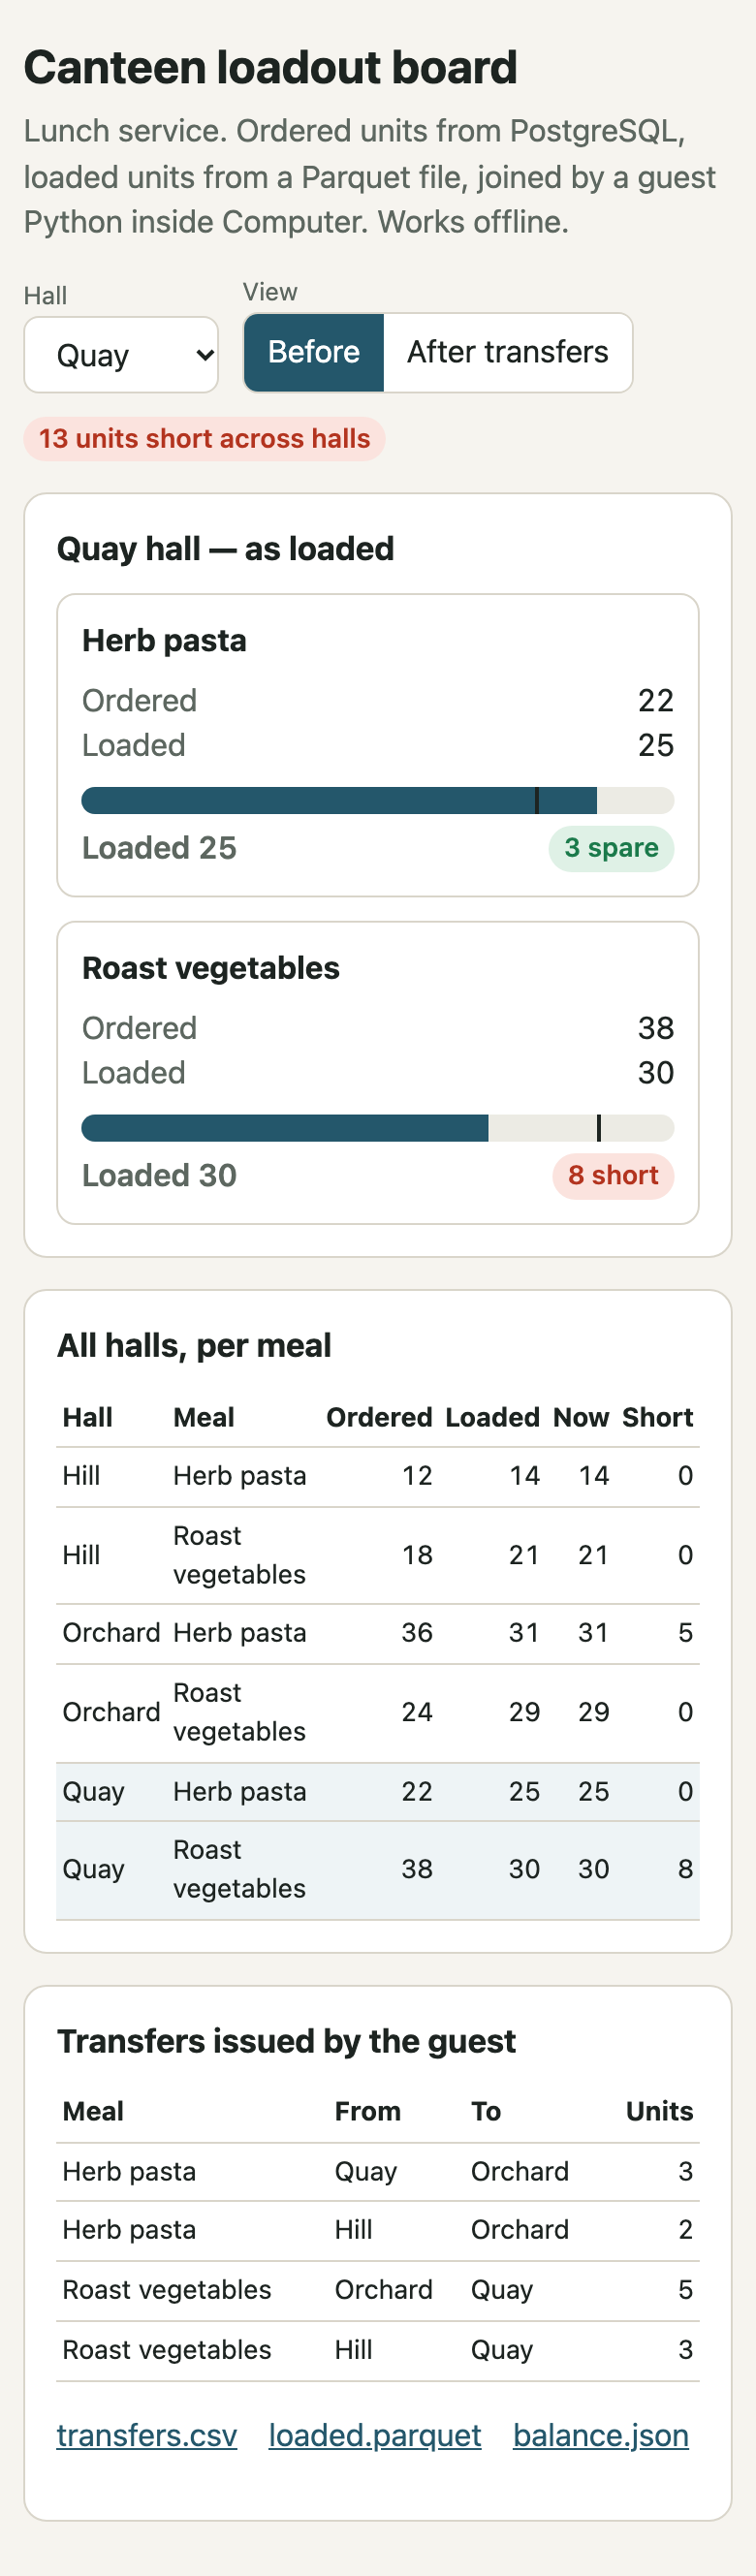 Canteen loadout board
Lunch service. Ordered units from PostgreSQL,
loaded units from a Parquet file, joined by a guest
Python inside Computer. Works offline.
Hall
View
Quay
Before
After transfers
13 units short across halls
Quay hall — as loaded
Herb pasta
Ordered 22
Loaded 25
Loaded 25
3 spare
Roast vegetables
Ordered 38
Loaded 30
Loaded 30
8 short
All halls, per meal
Hall Meal Ordered Loaded Now Short
Hill Herb pasta 12 14 14 0
Hill Roast vegetables 18 21 21 0
Orchard Herb pasta 36 31 31 5
Orchard Roast vegetables 24 29 29 0
Quay Herb pasta 22 25 25 0
Quay Roast vegetables 38 30 30 8
Transfers issued by the guest
Meal From To Units
Herb pasta Quay Orchard 3
Herb pasta Hill Orchard 2
Roast vegetables Orchard Quay 5
Roast vegetables Hill Quay 3
transfers.csv loaded.parquet balance.json